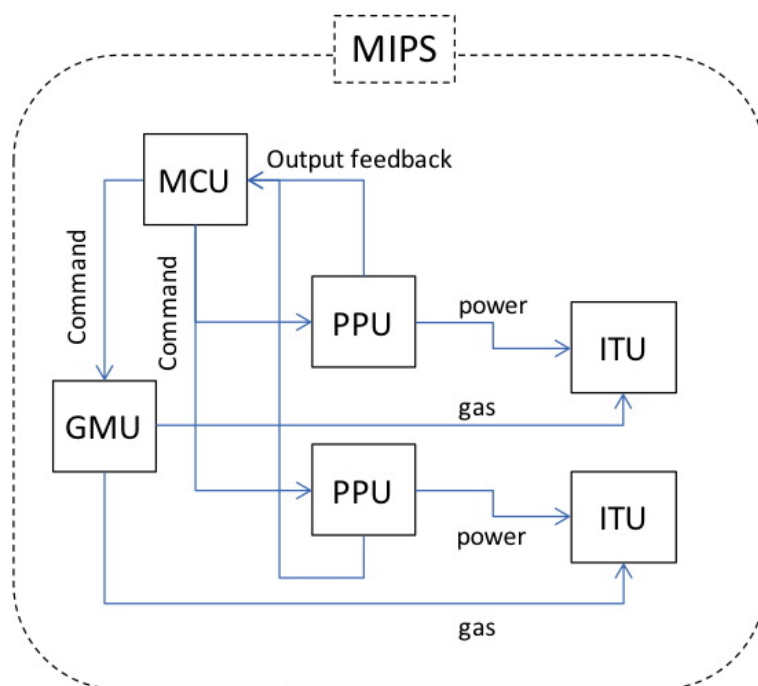 MIPS
Output feedback
MCU
Command
Command
PPU
power
ITU
GMU
gas
PPU
power
ITU
gas